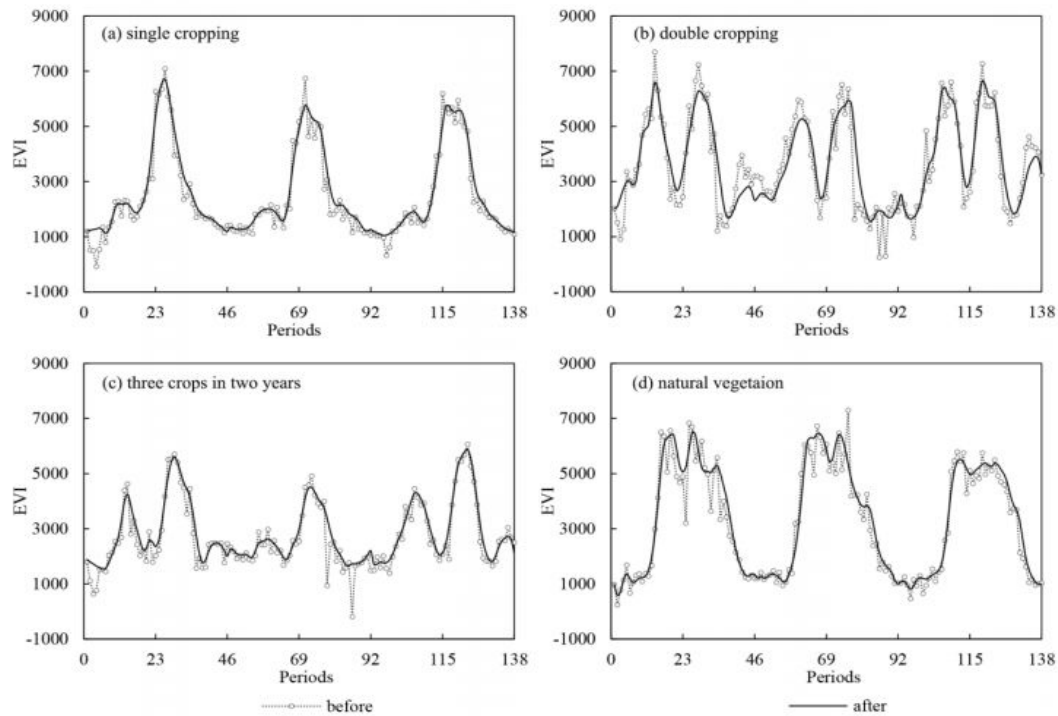 9000
(a) single cropping
7000
5000
EVI
3000
1000
-1000
0 23 46 69 92 115 138
Periods
9000
(b) double cropping
7000
5000
EVI
3000
1000
-1000
0 23 46 69 92 115 138
Periods
9000
(c) three crops in two years
7000
5000
EVI
3000
1000
-1000
0 23 46 69 92 115 138
Periods
9000
(d) natural vegetaion
7000
5000
EVI
3000
1000
-1000
0 23 46 69 92 115 138
Periods
before after